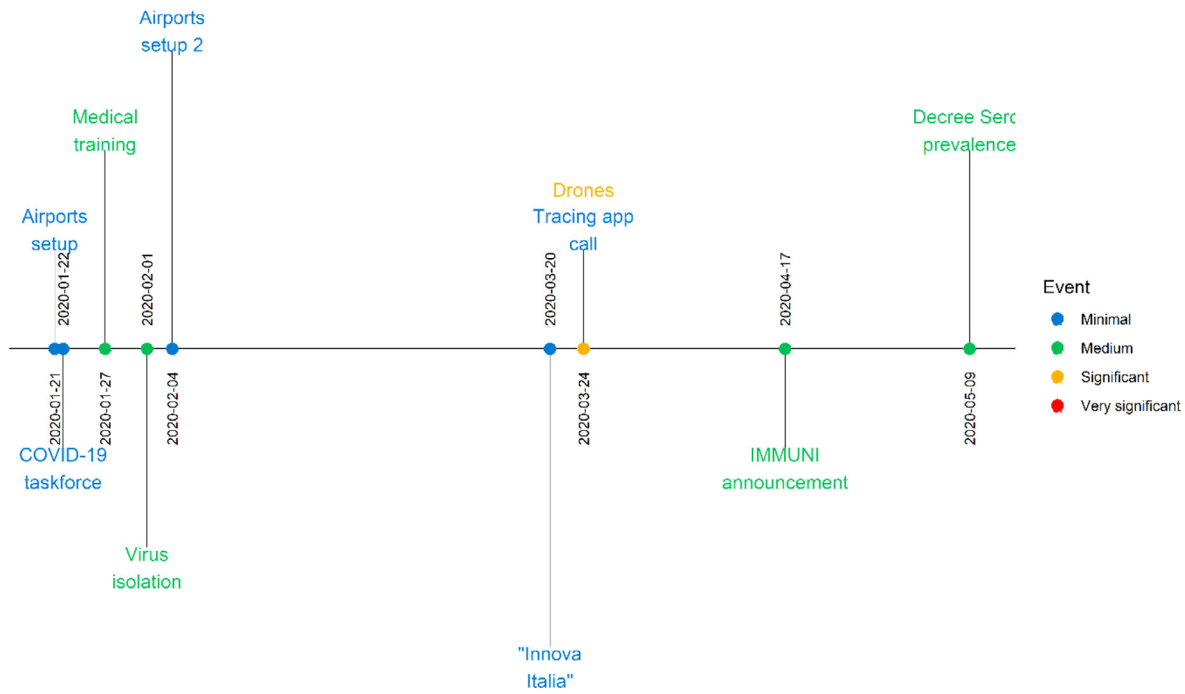 Airports
setup 2
Medical
training
Decree Serc
prevalence
Drones
Airports
setup
Tracing app
call
2020-01-22
2020-02-01
2020-03-20
2020-04-17
Event
Minimal
Medium
Significant
Very significant
2020-01-21
2020-01-27
2020-02-04
2020-03-24
2020-05-09
COVID-19
taskforce
IMMUNI
announcement
Virus
isolation
"Innova
Italia"